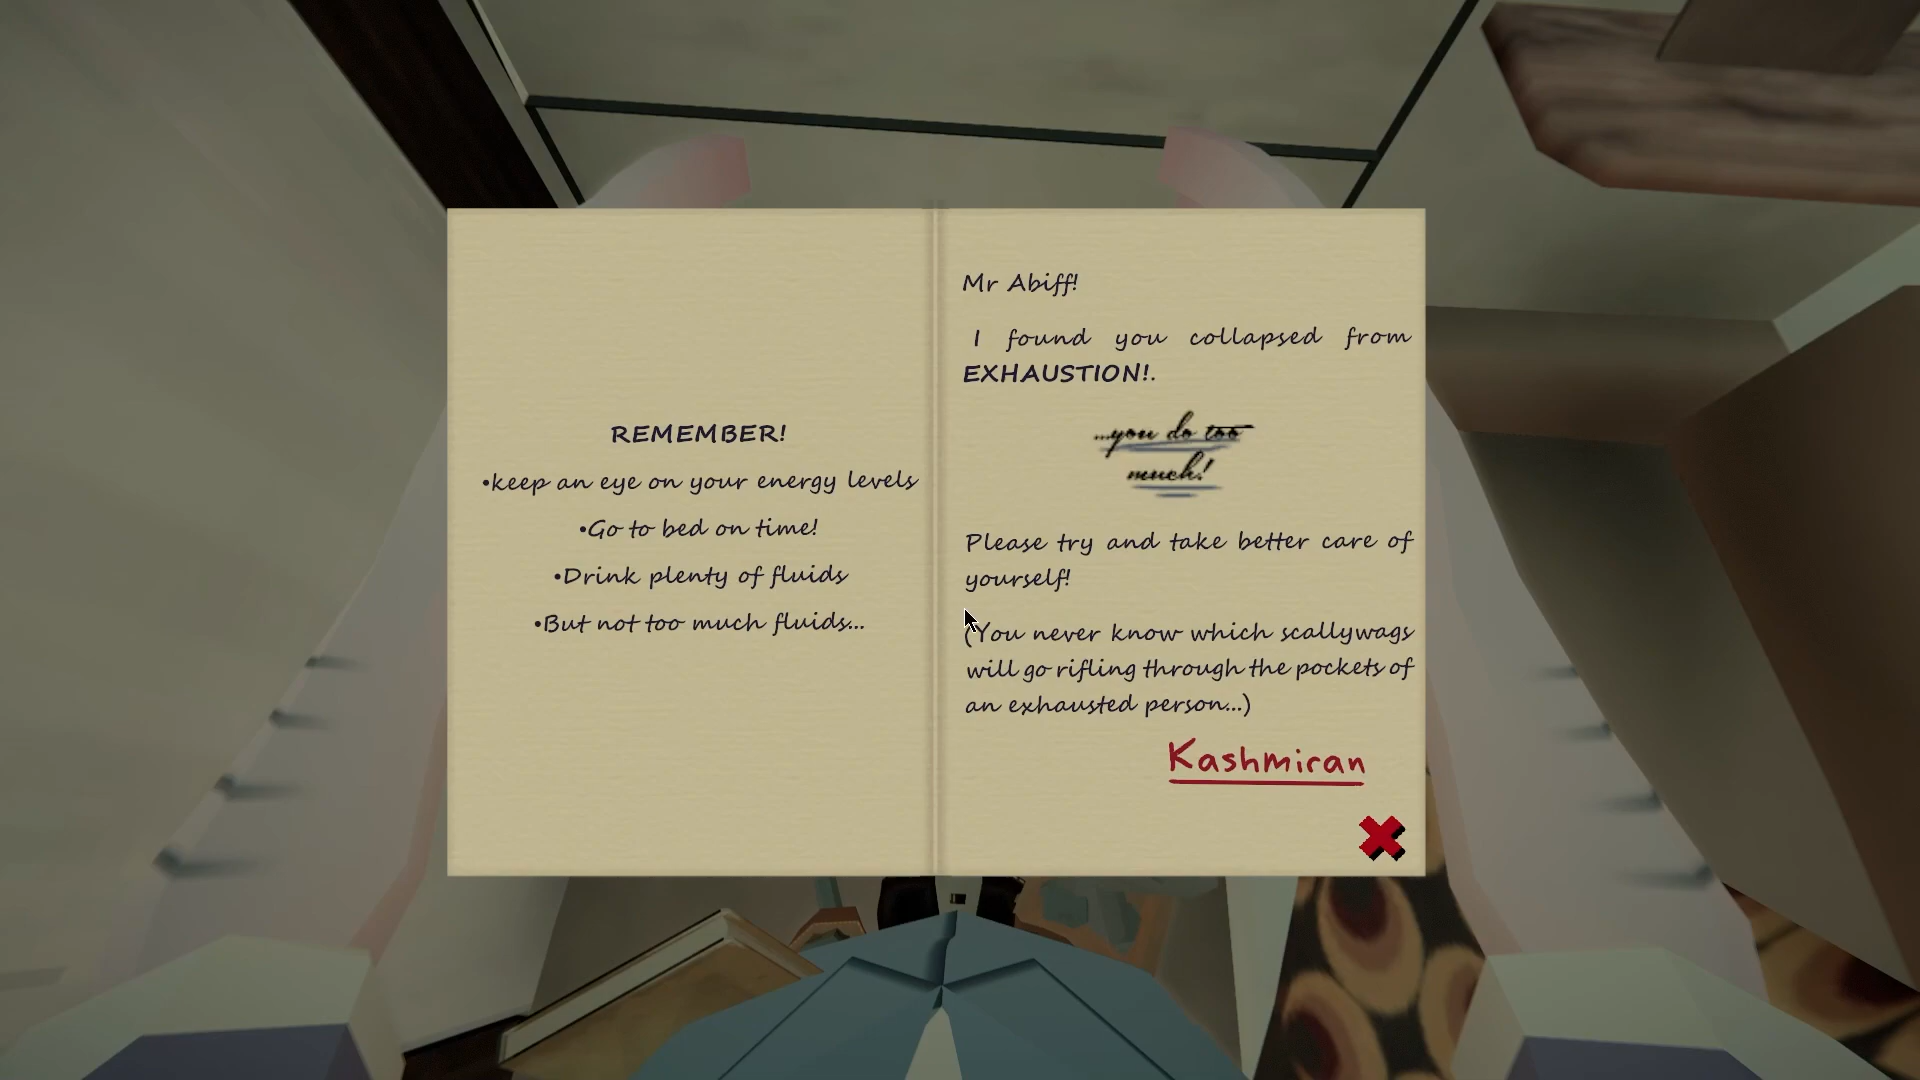 REMEMBER!
•keep an eye on your energy levels
•Go to bed on time!
•Drink plenty of fluids
•But not too much fluids...
Mr Abiff!
I found you collapsed from
EXHAUSTION!.
...you do too
much!
Please try and take better care of
yourself!
(You never know which scallywags
will go rifling through the pockets of
an exhausted person...)
Kashmiran